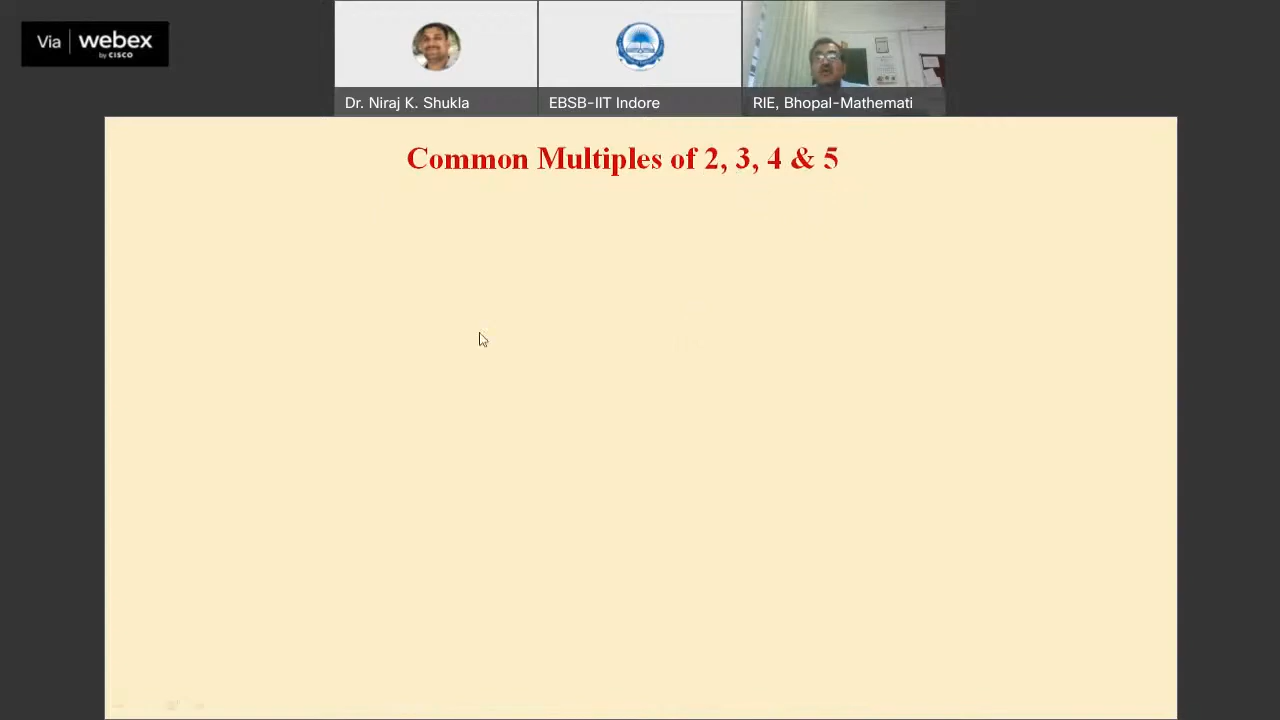 Via webex
by CISCO
Dr. Niraj K. Shukla
EBSB-IIT Indore
RIE, Bhopal-Mathemati
Common Multiples of 2, 3, 4 & 5